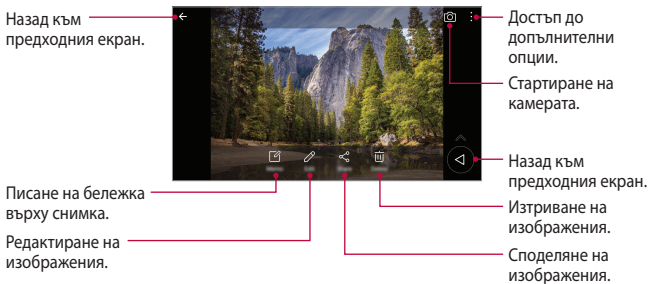 Назад към
предходния екран.
Достъп до
допълнителни
опции.
Стартиране на
камерата.
Назад към
предходния екран.
Писане на бележка
върху снимка.
Изтриване на
изображения.
Редактиране на
изображения.
Споделяне на
изображения.